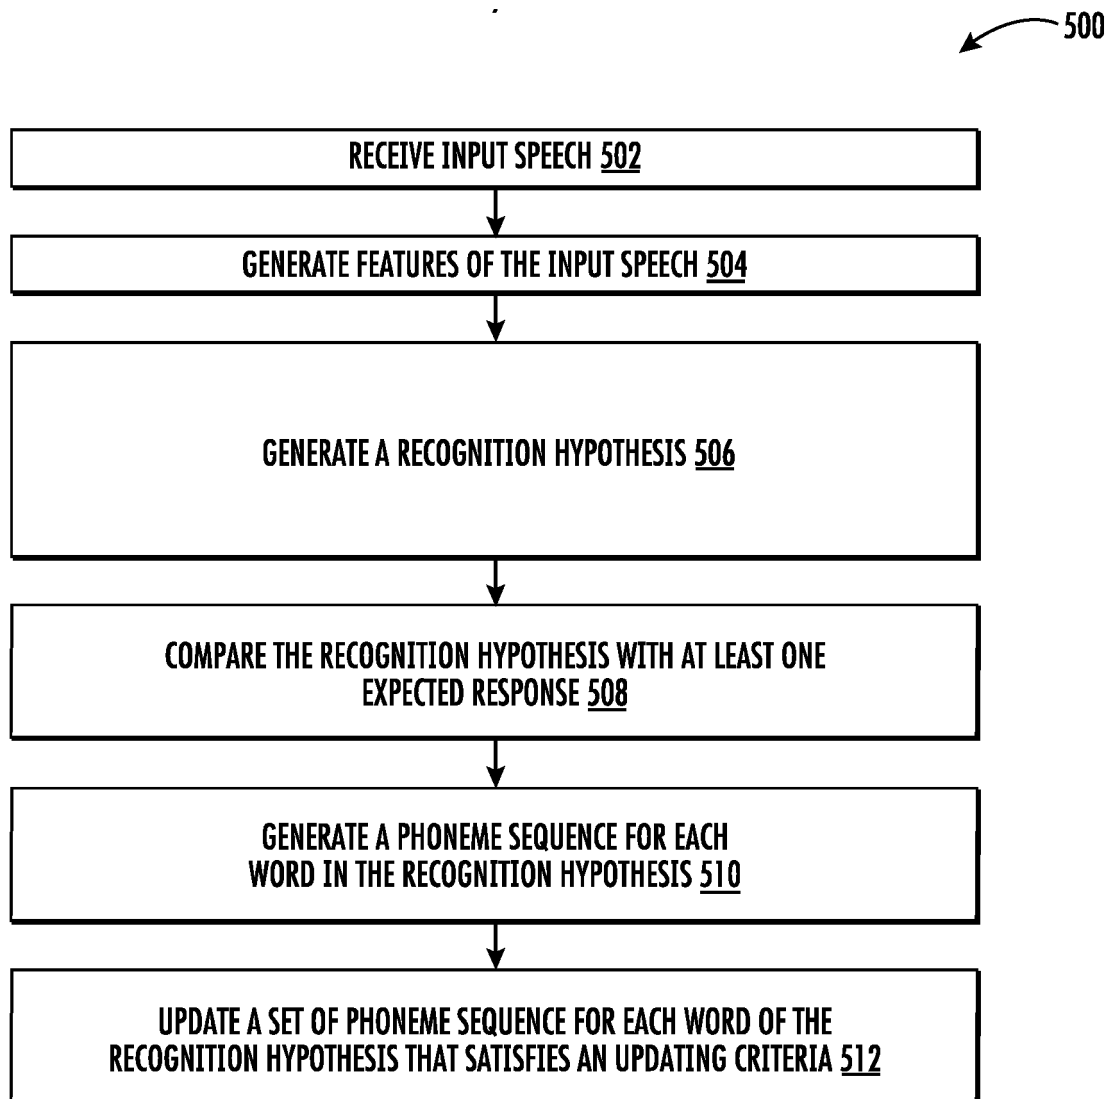 500
RECEIVE INPUT SPEECH 502
GENERATE FEATURES OF THE INPUT SPEECH 504
GENERATE A RECOGNITION HYPOTHESIS 506
COMPARE THE RECOGNITION HYPOTHESIS WITH AT LEAST ONE
EXPECTED RESPONSE 508
GENERATE A PHONEME SEQUENCE FOR EACH
WORD IN THE RECOGNITION HYPOTHESIS 510
UPDATE A SET OF PHONEME SEQUENCE FOR EACH WORD OF THE
RECOGNITION HYPOTHESIS THAT SATISFIES AN UPDATING CRITERIA 512